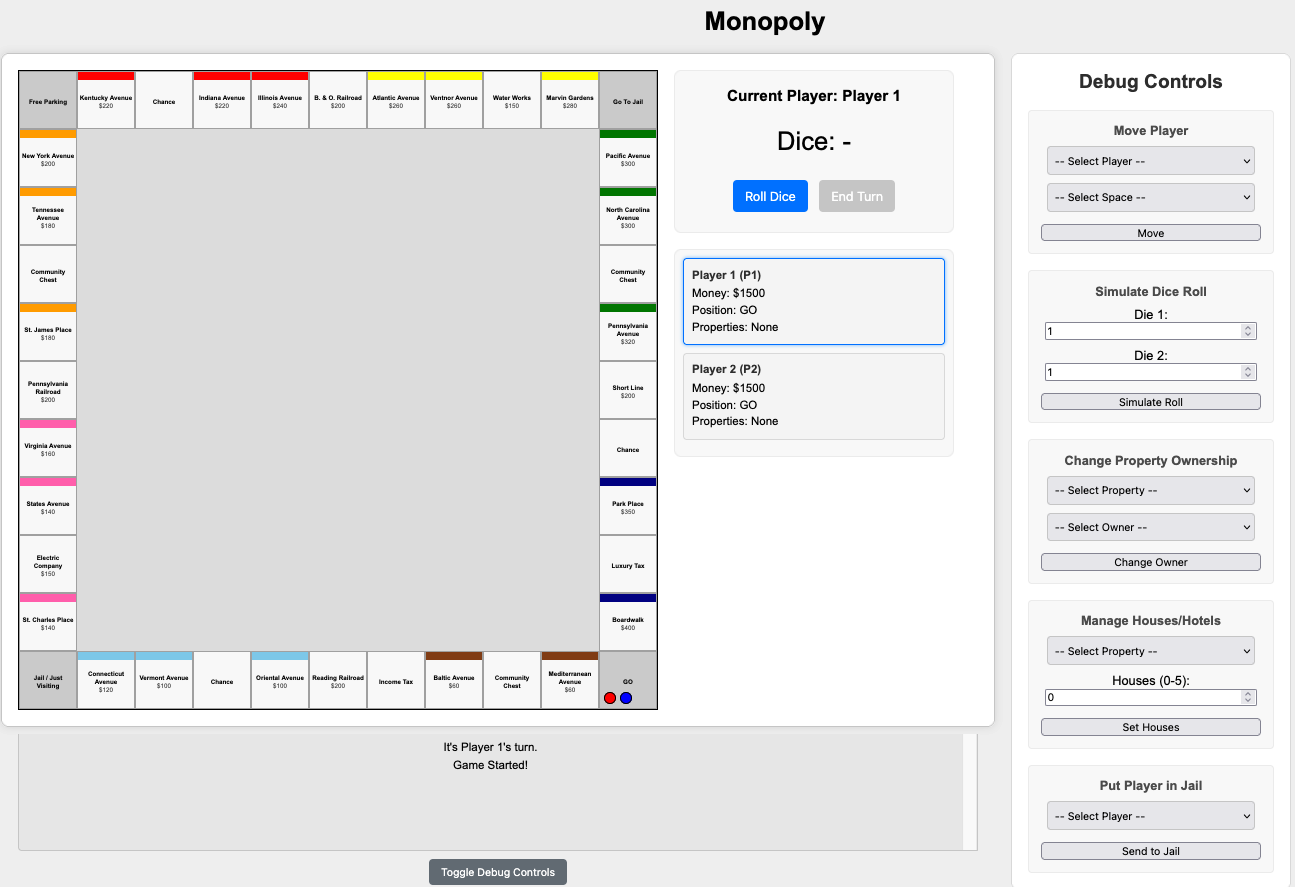 Monopoly
Free Parking
Kentucky Avenue
$220
Chance
Indiana Avenue
$220
Illinois Avenue
$240
B. & O. Railroad
$200
Atlantic Avenue
$260
Ventnor Avenue
$260
Water Works
$150
Marvin Gardens
$280
Go To Jail
New York Avenue
$200
Pacific Avenue
$300
Tennessee
Avenue
$180
North Carolina
Avenue
$300
Community
Chest
Community
Chest
St. James Place
$180
Pennsylvania
Avenue
$320
Pennsylvania
Railroad
$200
Short Line
$200
Virginia Avenue
$160
Chance
States Avenue
$140
Park Place
$350
Electric
Company
$150
Luxury Tax
St. Charles Place
$140
Boardwalk
$400
Jail / Just
Visiting
Connecticut
Avenue
$120
Vermont Avenue
$100
Chance
Oriental Avenue
$100
Reading Railroad
$200
Income Tax
Baltic Avenue
$60
Community
Chest
Mediterranean
Avenue
$60
GO
Current Player: Player 1
Dice: -
Roll Dice
End Turn
Player 1 (P1)
Money: $1500
Position: GO
Properties: None
Player 2 (P2)
Money: $1500
Position: GO
Properties: None
It's Player 1's turn.
Game Started!
Toggle Debug Controls
Debug Controls
Move Player
-- Select Player --
-- Select Space --
Move
Simulate Dice Roll
Die 1:
1
Die 2:
1
Simulate Roll
Change Property Ownership
-- Select Property --
-- Select Owner --
Change Owner
Manage Houses/Hotels
-- Select Property --
Houses (0-5):
0
Set Houses
Put Player in Jail
-- Select Player --
Send to Jail